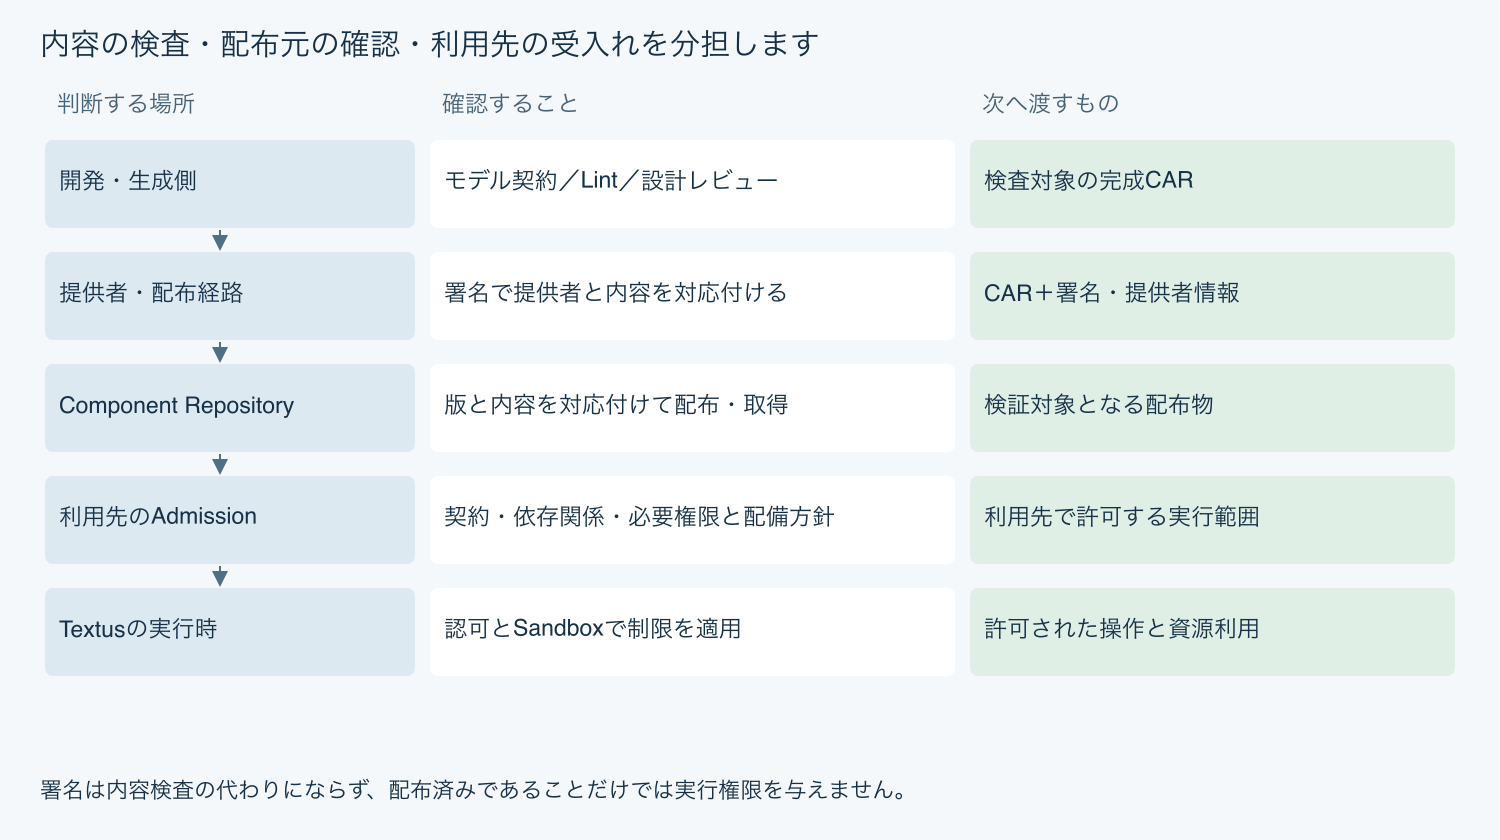 内容の検査・配布元の確認・利用先の受入れを分担します
判断する場所
確認すること
次へ渡すもの
開発・生成側
モデル契約／Lint／設計レビュー
検査対象の完成CAR
提供者・配布経路
署名で提供者と内容を対応付ける
CAR＋署名・提供者情報
Component Repository
版と内容を対応付けて配布・取得
検証対象となる配布物
利用先のAdmission
契約・依存関係・必要権限と配備方針
利用先で許可する実行範囲
Textusの実行時
認可とSandboxで制限を適用
許可された操作と資源利用
署名は内容検査の代わりにならず、配布済みであることだけでは実行権限を与えません。